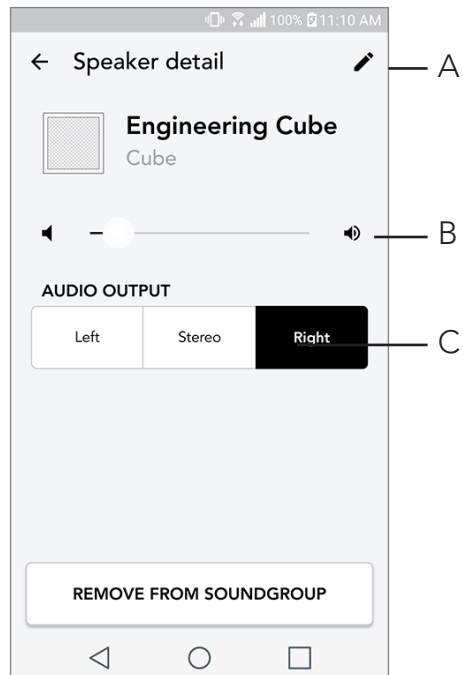 100% 11:10 AM
Speaker detail
A
Engineering Cube
Cube
B
AUDIO OUTPUT
Left Stereo Right
C
REMOVE FROM SOUNDGROUP